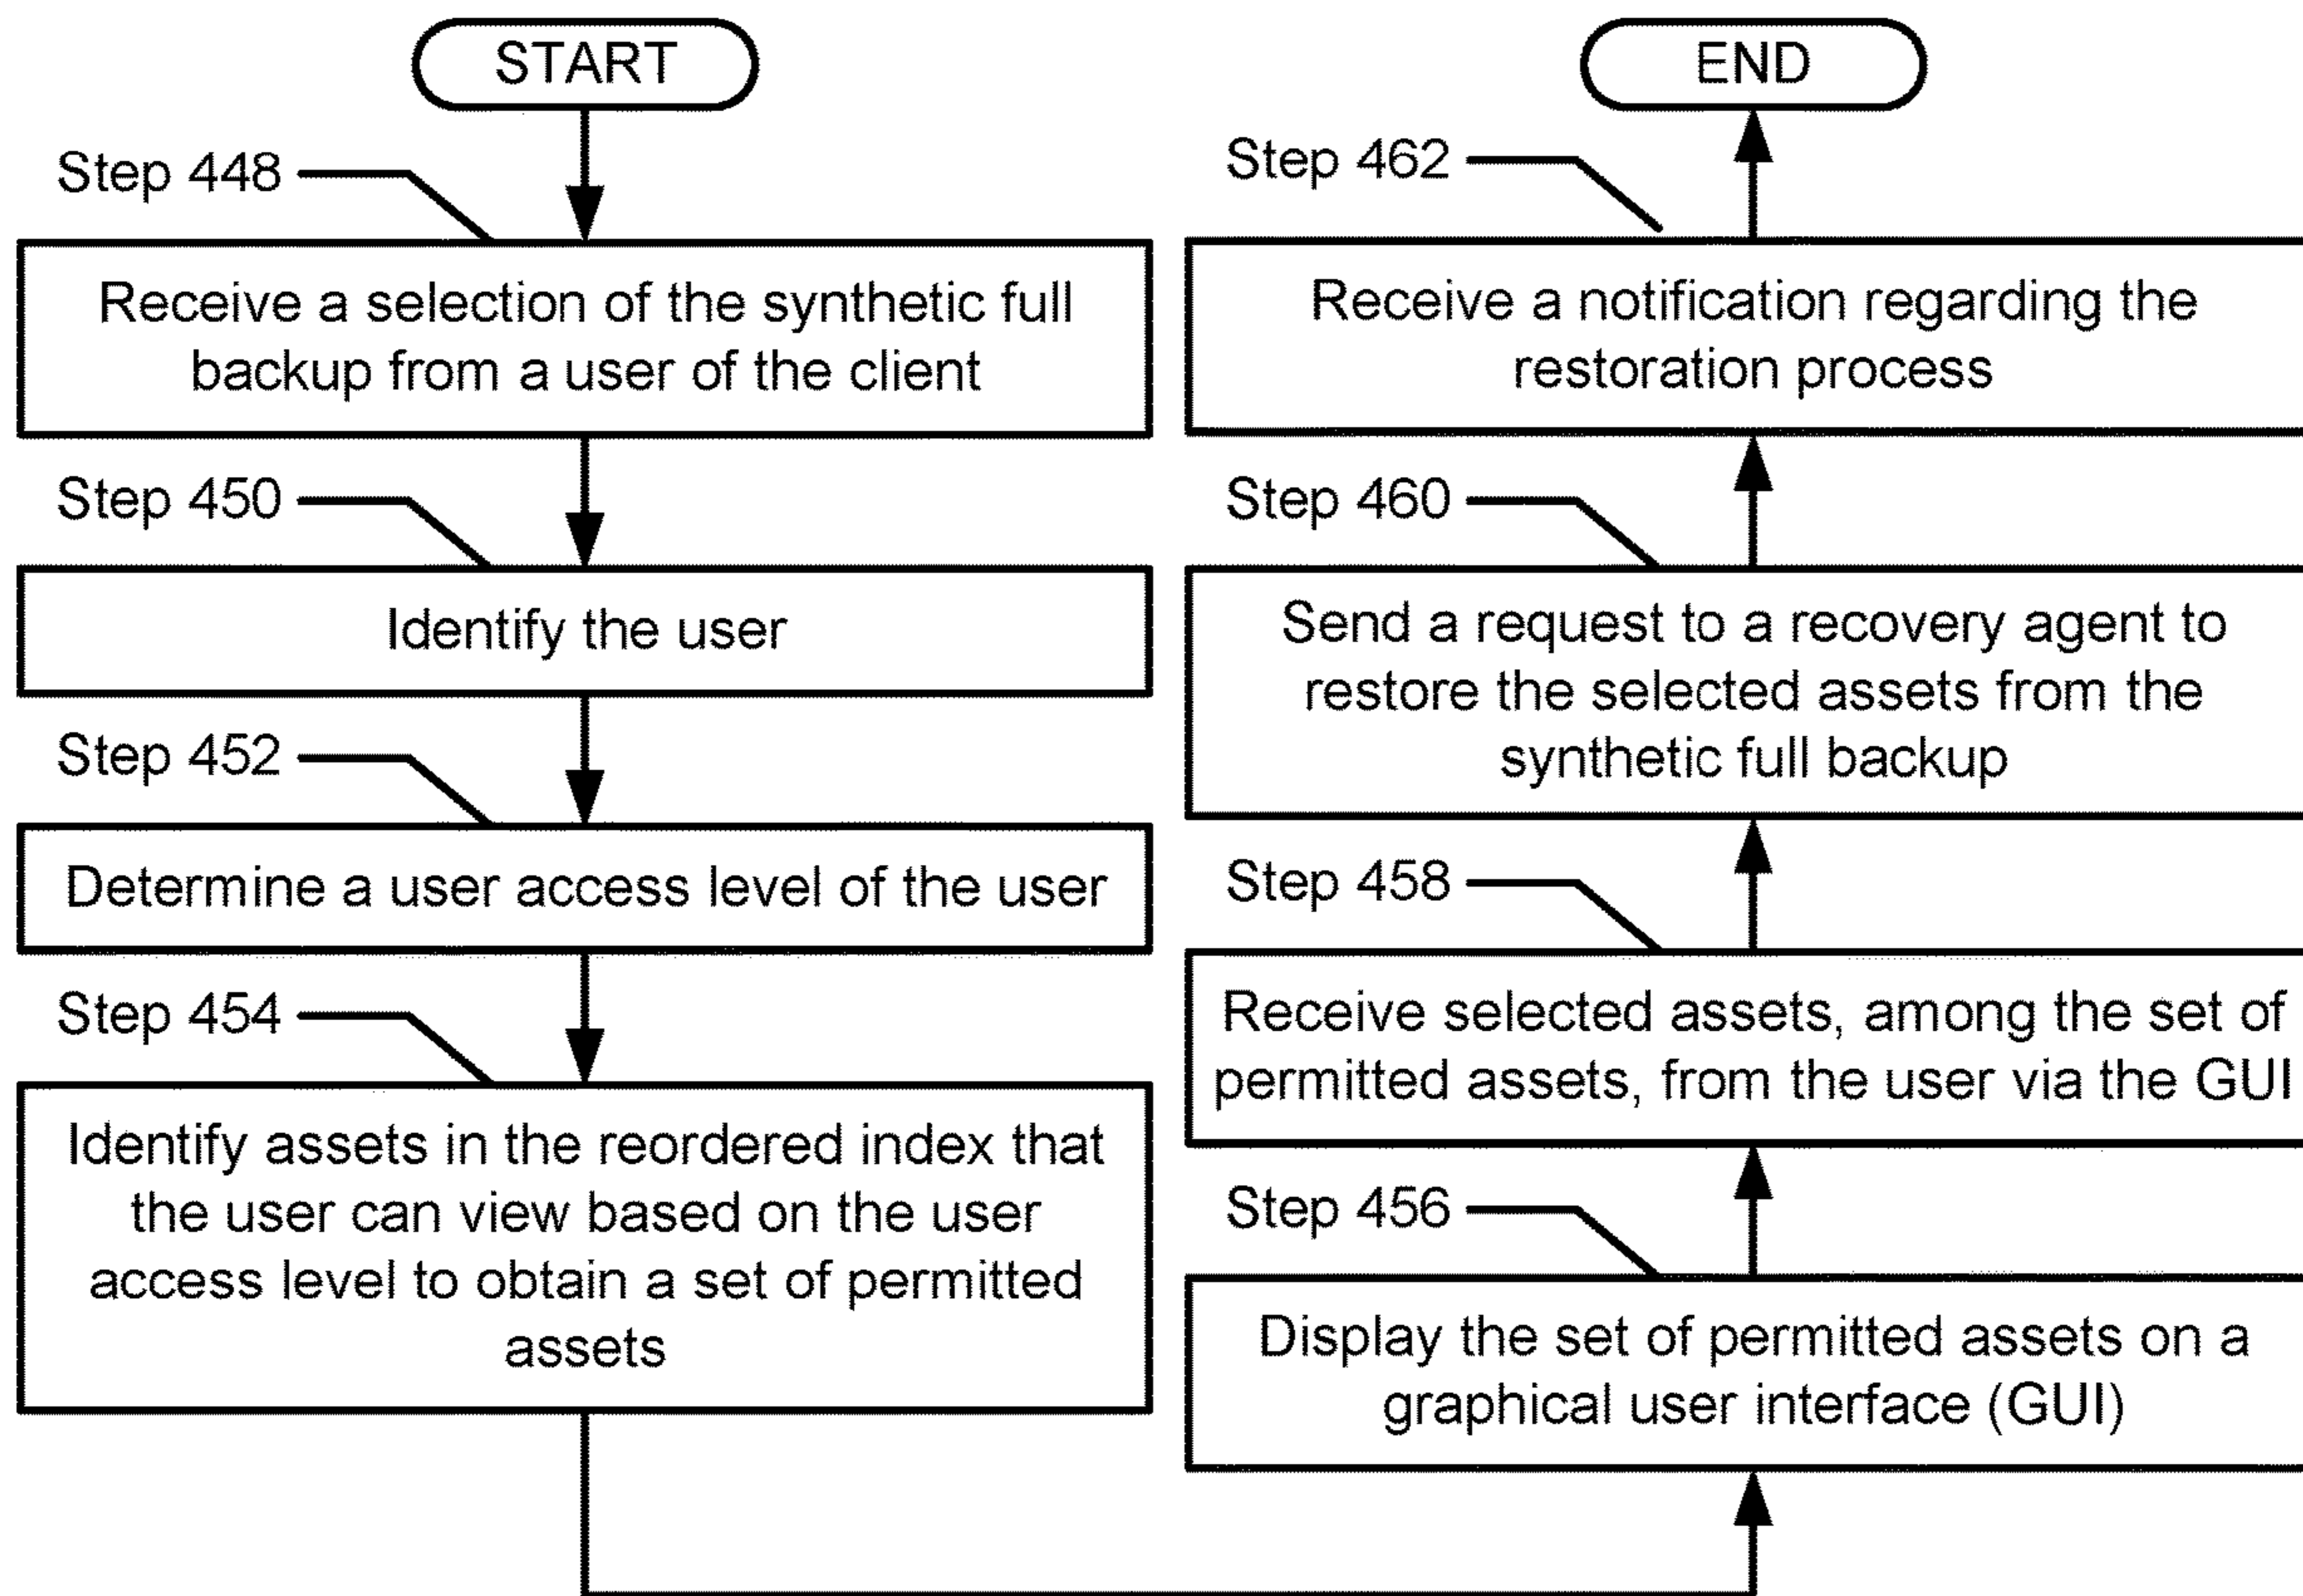 START
Step 448
Receive a selection of the synthetic full
backup from a user of the client
Step 450
Identify the user
Step 452
Determine a user access level of the user
Step 454
Identify assets in the reordered index that
the user can view based on the user
access level to obtain a set of permitted
assets
END
Step 462
Receive a notification regarding the
restoration process
Step 460
Send a request to a recovery agent to
restore the selected assets from the
synthetic full backup
Step 458
Receive selected assets, among the set of
permitted assets, from the user via the GUI
Step 456
Display the set of permitted assets on a
graphical user interface (GUI)